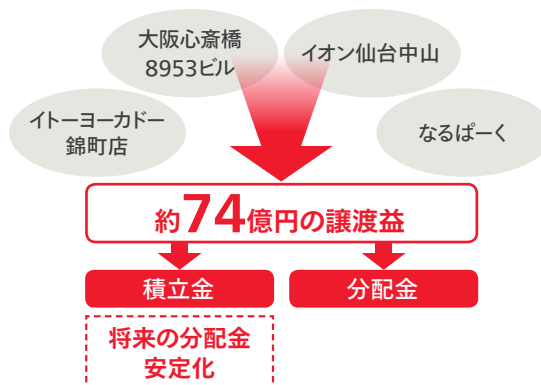 大阪心斎橋
8953ビル
イオン仙台中山
イトーヨーカドー
錦町店
なるぱーく
約74億円の譲渡益
積立金
分配金
将来の分配金
安定化